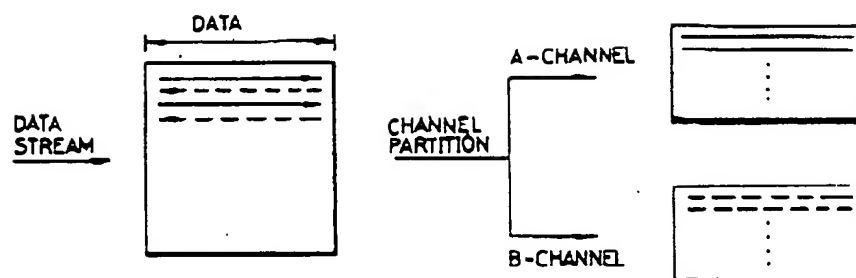 DATA
DATA
STREAM
CHANNEL
PARTITION
A-CHANNEL
B-CHANNEL